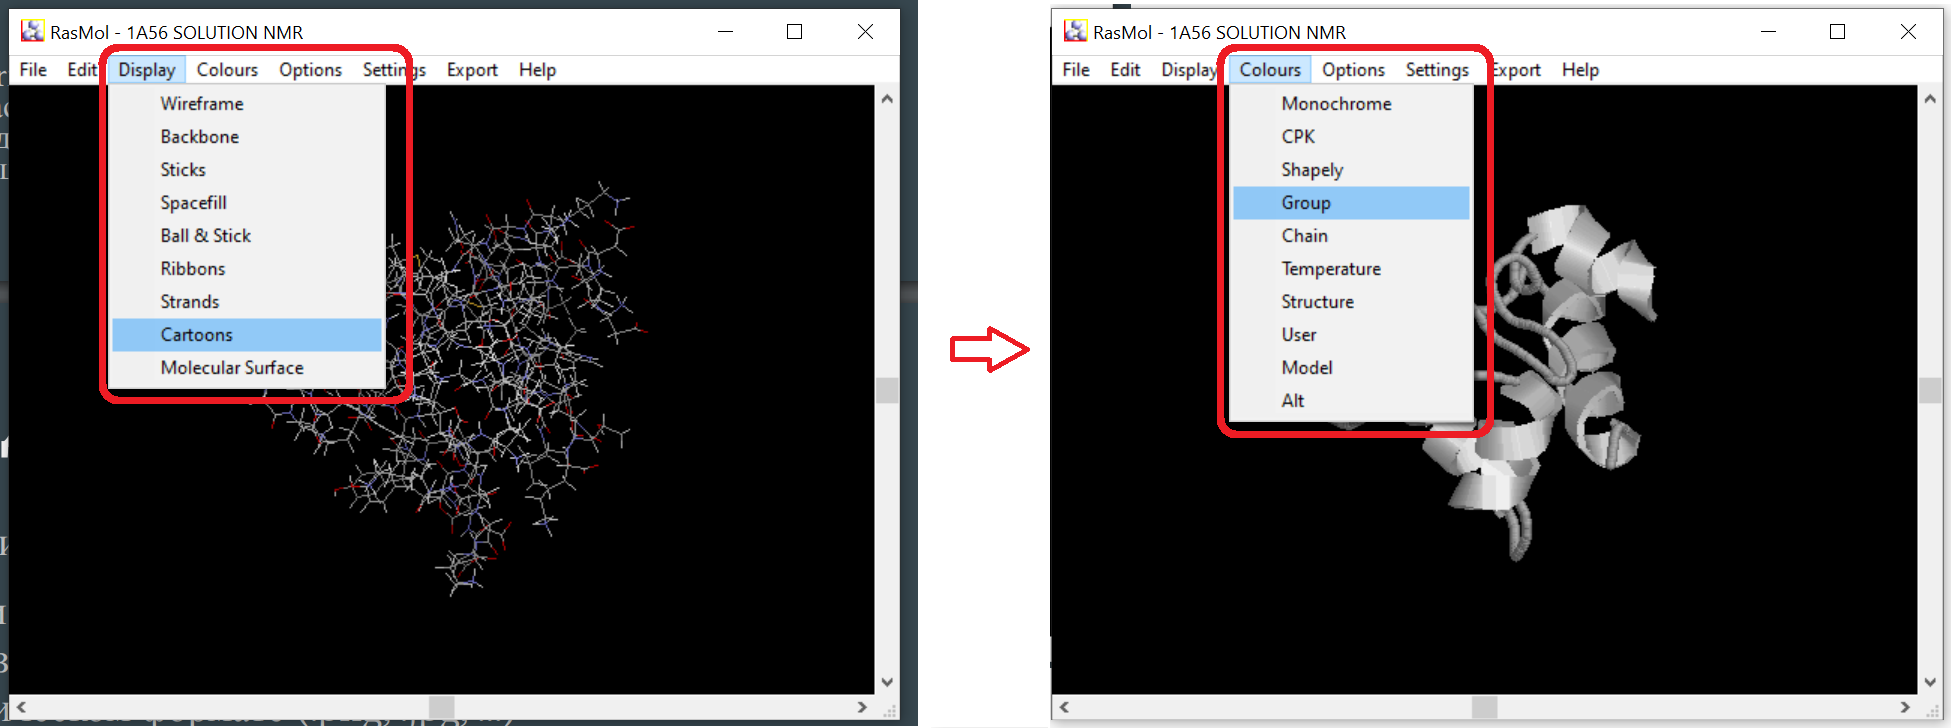 RasMol - 1A56 SOLUTION NMR
File Edit Display Colours Options Settings Export Help
Wireframe
Backbone
Sticks
Spacefill
Ball & Stick
Ribbons
Strands
Cartoons
Molecular Surface
RasMol - 1A56 SOLUTION NMR
File Edit Display Colours Options Settings Export Help
Monochrome
CPK
Shapely
Group
Chain
Temperature
Structure
User
Model
Alt